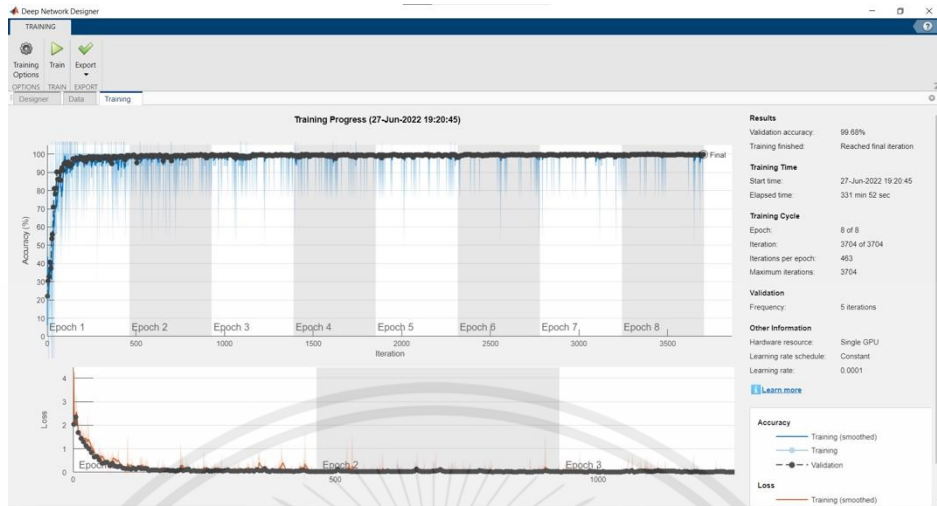 Deep Network Designer
TRAINING
Training Options
Train
Export
OPTIONS
TRAIN
EXPORT
Designer
Data
Training
Training Progress (27-Jun-2022 19:20:45)
Accuracy (%)
100
90
80
70
60
50
40
30
20
10
0
Final
Epoch 1
Epoch 2
Epoch 3
Epoch 4
Epoch 5
Epoch 6
Epoch 7
Epoch 8
0
500
1000
1500
2000
2500
3000
3500
Iteration
Loss
4
3
2
1
0
Epoch 2
Epoch 3
0
500
1000
Results
Validation accuracy: 99.68%
Training finished: Reached final iteration
Training Time
Start time: 27-Jun-2022 19:20:45
Elapsed time: 331 min 52 sec
Training Cycle
Epoch: 8 of 8
Iteration: 3704 of 3704
Iterations per epoch: 463
Maximum iterations: 3704
Validation
Frequency: 5 iterations
Other Information
Hardware resource: Single GPU
Learning rate schedule: Constant
Learning rate: 0.0001
Learn more
Accuracy
Training (smoothed)
Training
Validation
Loss
Training (smoothed)